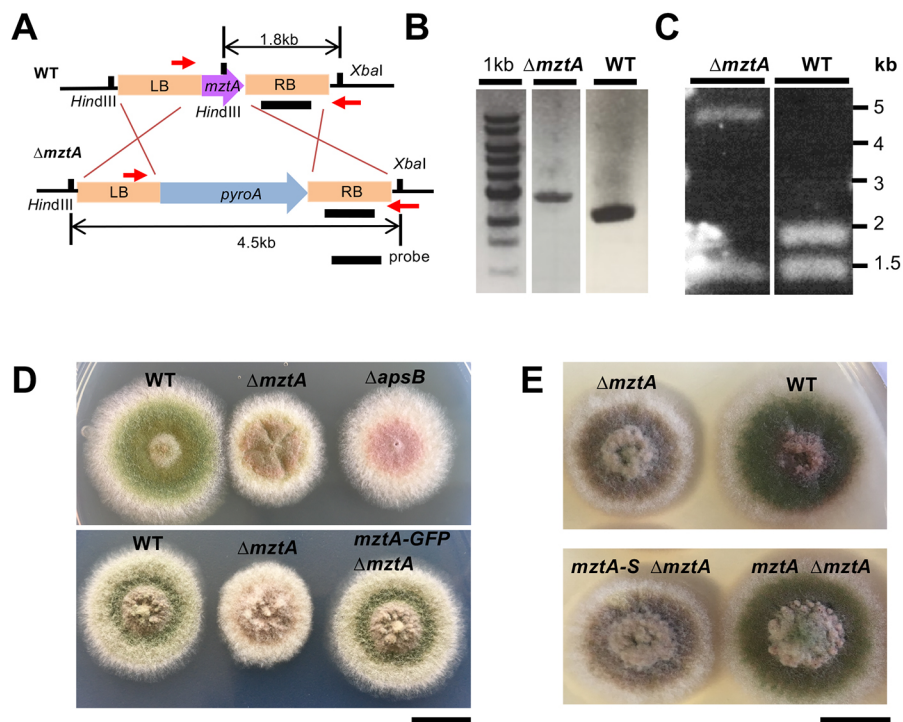 A
1.8kb
WT
LB
mztA
RB
XbaI
HindIII
HindIII
ΔmztA
LB
pyroA
RB
XbaI
HindIII
4.5kb
probe
B
1kb ΔmztA WT
C
ΔmztA WT kb
5
4
3
2
1.5
D
WT ΔmztA ΔapsB
WT ΔmztA mztA-GFP
ΔmztA
E
ΔmztA WT
mztA-S ΔmztA mztA ΔmztA